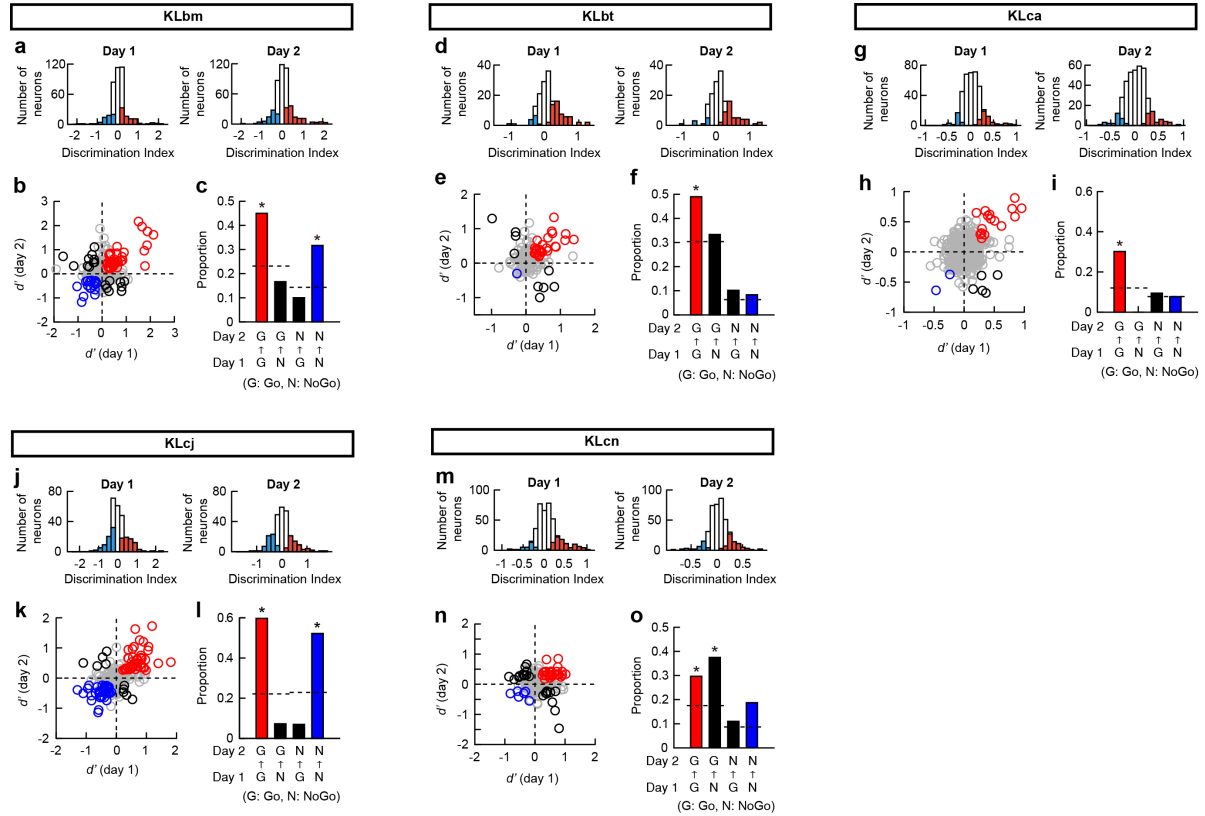 KLbm
a
Day 1
Day 2
Number of
neurons
120
60
0
-2 -1 0 1 2
120
60
0
-2 -1 0 1 2
Discrimination Index
Discrimination Index
b
d' (day 2)
3
2
1
0
-1
-2
-2 -1 0 1 2 3
d' (day 1)
c
Proportion
0.5
0.4
0.3
0.2
0.1
0
*
*
Day 2 G G N N
↑ ↑ ↑ ↑
Day 1 G N G N
(G: Go, N: NoGo)
KLbt
d
Day 1
Day 2
Number of
neurons
40
20
0
-1 0 1
40
20
0
-1 0 1
Discrimination Index
Discrimination Index
e
d' (day 2)
2
1
0
-1
-1 0 1 2
d' (day 1)
f
Proportion
0.5
0.4
0.3
0.2
0.1
0
*
Day 2 G G N N
↑ ↑ ↑ ↑
Day 1 G N G N
(G: Go, N: NoGo)
KLca
g
Day 1
Day 2
Number of
neurons
80
40
0
-1 -0.5 0 0.5 1
Number of
neurons
60
40
20
0
-1 -0.5 0 0.5 1
Discrimination Index
Discrimination Index
h
d' (day 2)
1
0.5
0
-0.5
-1
-1 -0.5 0 0.5 1
d' (day 1)
i
Proportion
0.6
0.4
0.2
0
*
Day 2 G G N N
↑ ↑ ↑ ↑
Day 1 G N G N
(G: Go, N: NoGo)
KLcj
j
Day 1
Day 2
Number of
neurons
80
40
0
-2 -1 0 1 2
80
40
0
-1 0 1
Discrimination Index
Discrimination Index
k
d' (day 2)
2
1
0
-1
-2
-2 -1 0 1 2
d' (day 1)
l
Proportion
0.6
0.4
0.2
0
*
*
Day 2 G G N N
↑ ↑ ↑ ↑
Day 1 G N G N
(G: Go, N: NoGo)
KLcn
m
Day 1
Day 2
Number of
neurons
100
50
0
-1 -0.5 0 0.5 1
100
50
0
-0.5 0 0.5
Discrimination Index
Discrimination Index
n
d' (day 2)
2
1
0
-1
-2
-2 -1 0 1 2
d' (day 1)
o
Proportion
0.5
0.4
0.3
0.2
0.1
0
*
*
Day 2 G G N N
↑ ↑ ↑ ↑
Day 1 G N G N
(G: Go, N: NoGo)